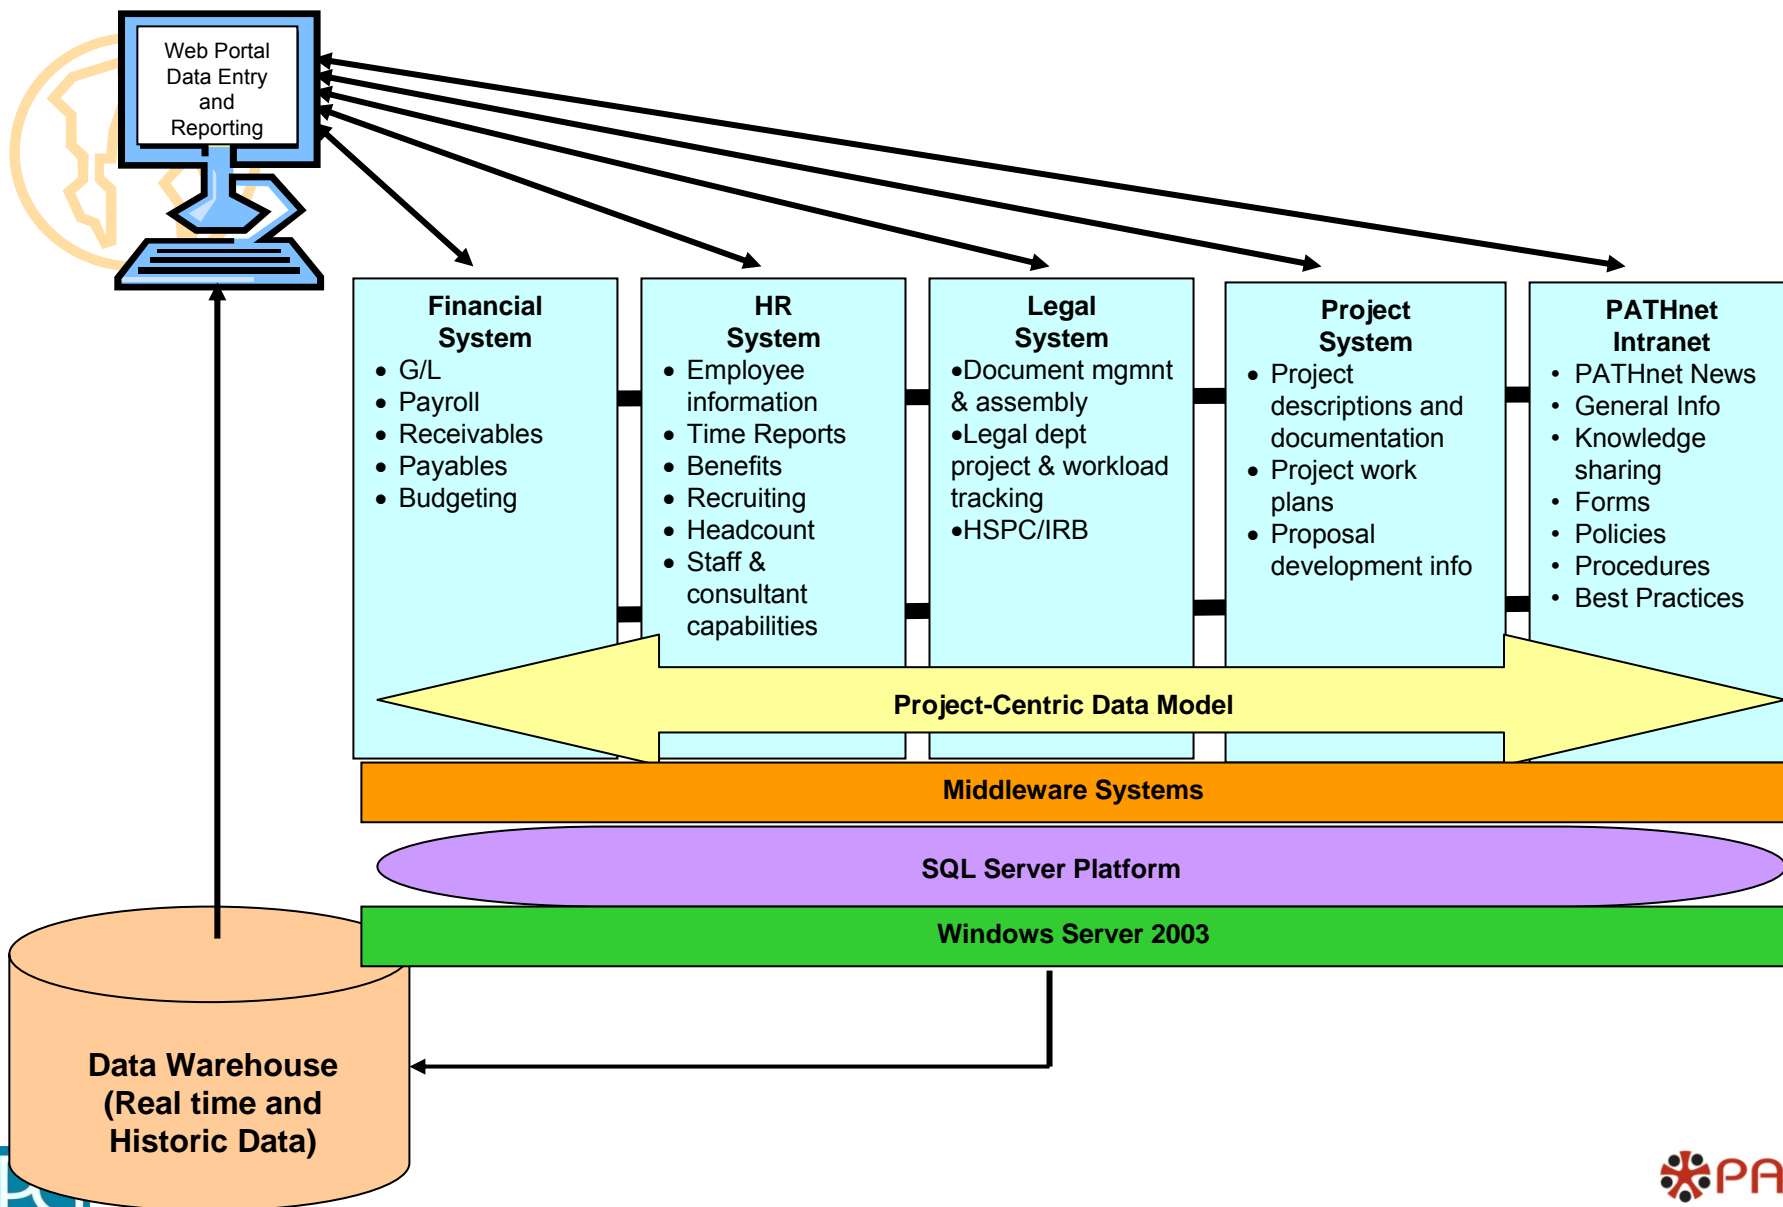 Web Portal
Data Entry
and
Reporting
Financial
System
• G/L
• Payroll
• Receivables
• Payables
• Budgeting
HR
System
• Employee
information
• Time Reports
• Benefits
• Recruiting
• Headcount
• Staff &
consultant
capabilities
Legal
System
•Document mgmnt
& assembly
•Legal dept
project & workload
tracking
•HSPC/IRB
Project
System
• Project
descriptions and
documentation
• Project work
plans
• Proposal
development info
PATHnet
Intranet
• PATHnet News
• General Info
• Knowledge
sharing
• Forms
• Policies
• Procedures
• Best Practices
Project-Centric Data Model
Middleware Systems
SQL Server Platform
Windows Server 2003
Data Warehouse
(Real time and
Historic Data)
PA